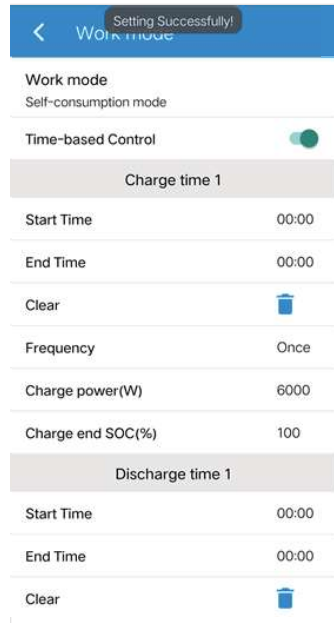 Setting Successfully!
Work mode
Work mode
Self-consumption mode
Time-based Control
Charge time 1
Start Time 00:00
End Time 00:00
Clear
Frequency Once
Charge power(W) 6000
Charge end SOC(%) 100
Discharge time 1
Start Time 00:00
End Time 00:00
Clear